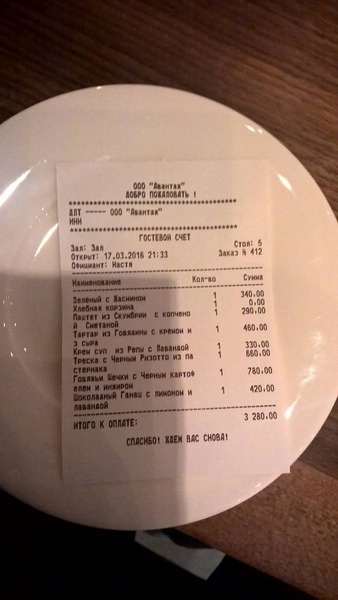 ООО "Авантаж"
ДОБРО ПОЖАЛОВАТЬ !
************************************
ДЛТ ----- ООО "Авантаж"
ИНН
************************************
ГОСТЕВОЙ СЧЕТ
Зал: Зал Стол: 5
Открыт: 17.03.2016 21:33 Заказ № 412
Официант: Настя
Наименование Кол-во Сумма
Зелёный с Жасмином 1 340.00
Хлебная корзина 1 0.00
Паштет из Скумбрии с копчено 1 290.00
й Сметаной
Тартар из Говядины с кремом и 1 460.00
з сыра
Крем суп из Репы с Лавандой 1 330.00
Треска с Черным Ризотто из па 1 660.00
стернака
Говяжьи Щечки с Черным картоф 1 780.00
елем и инжиром
Шоколадный Ганаш с лимоном и 1 420.00
лавандой
ИТОГО К ОПЛАТЕ: 3 280.00
СПАСИБО! ЖДЕМ ВАС СНОВА!